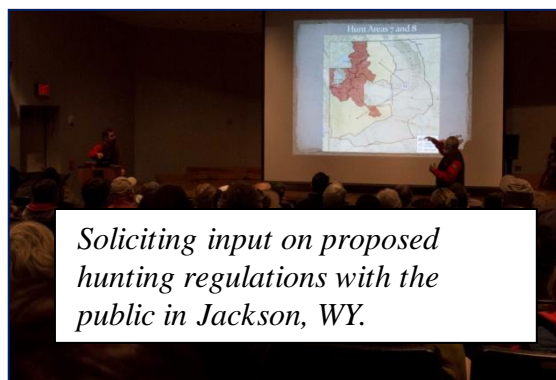 Hunt Areas 7 and 8
Soliciting input on proposed
hunting regulations with the
public in Jackson, WY.